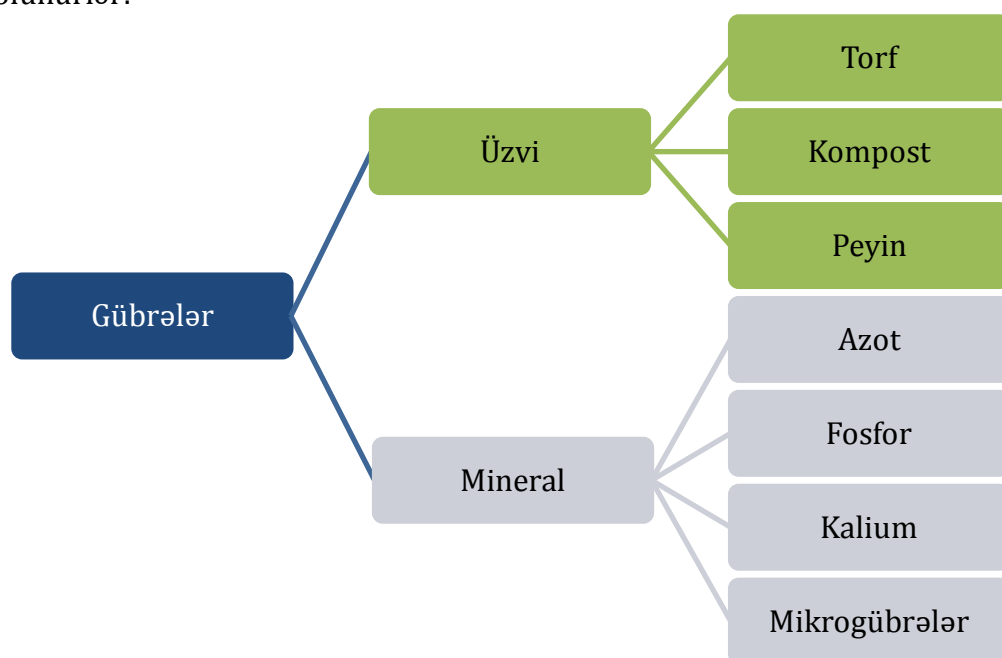 Torf
Üzvi
Kompost
Peyin
Gübrələr
Azot
Fosfor
Mineral
Kalium
Mikrogübrələr